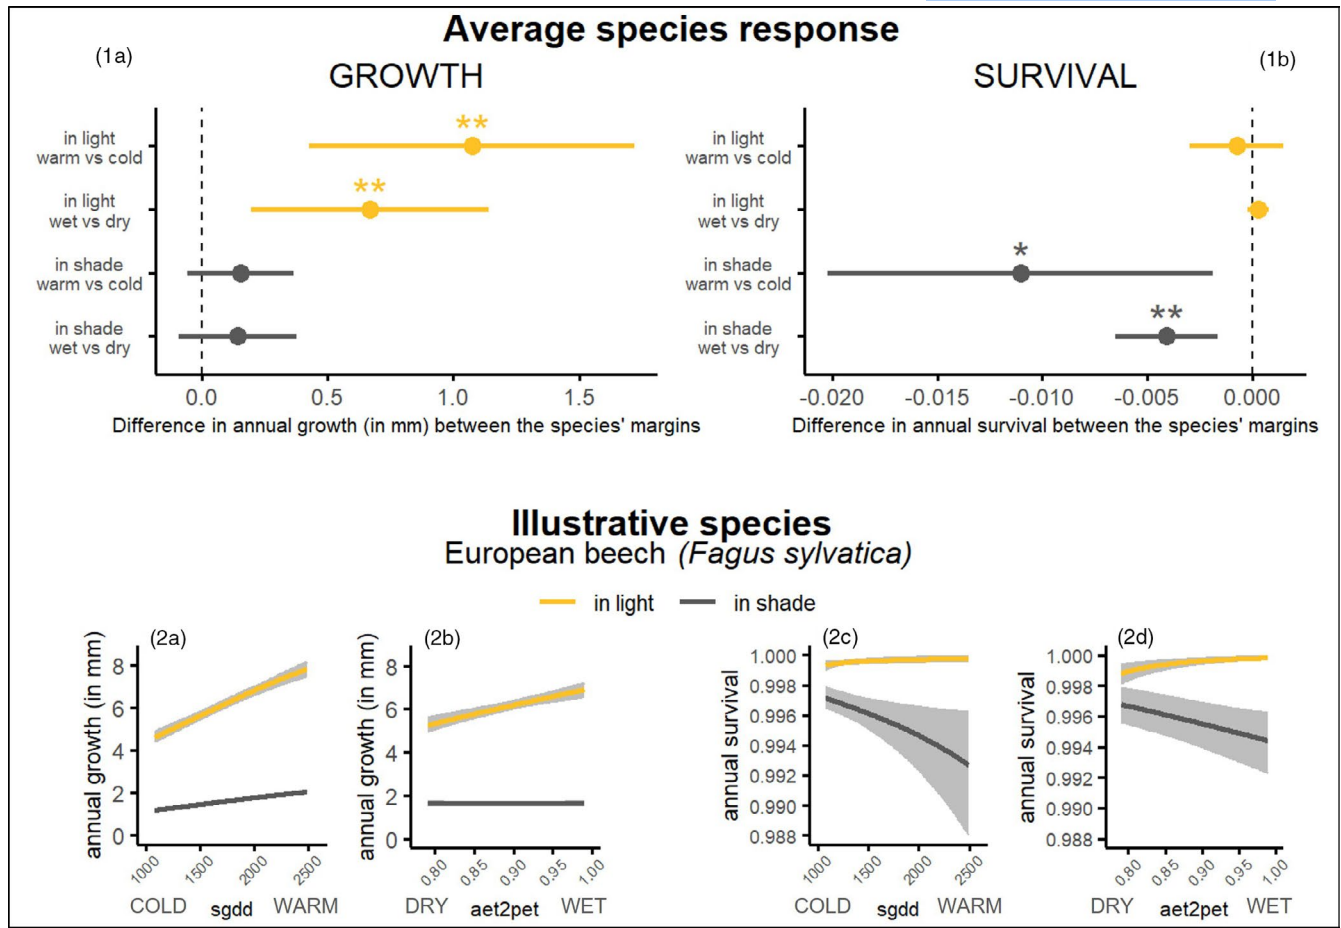 Average species response
(1a)
GROWTH
in light
warm vs cold
**
in light
wet vs dry
**
in shade
warm vs cold
in shade
wet vs dry
0.0 0.5 1.0 1.5
Difference in annual growth (in mm) between the species' margins
SURVIVAL
(1b)
in light
warm vs cold
in light
wet vs dry
in shade
warm vs cold
*
in shade
wet vs dry
**
-0.020 -0.015 -0.010 -0.005 0.000
Difference in annual survival between the species' margins
Illustrative species
European beech (Fagus sylvatica)
in light in shade
(2a)
annual growth (in mm)
8
6
4
2
0
1000 1500 2000 2500
COLD sgdd WARM
(2b)
annual growth (in mm)
8
6
4
2
0
0.80 0.85 0.90 0.95 1.00
DRY aet2pet WET
(2c)
annual survival
1.000
0.998
0.996
0.994
0.992
0.990
0.988
1000 1500 2000 2500
COLD sgdd WARM
(2d)
annual survival
1.000
0.998
0.996
0.994
0.992
0.990
0.988
0.80 0.85 0.90 0.95 1.00
DRY aet2pet WET